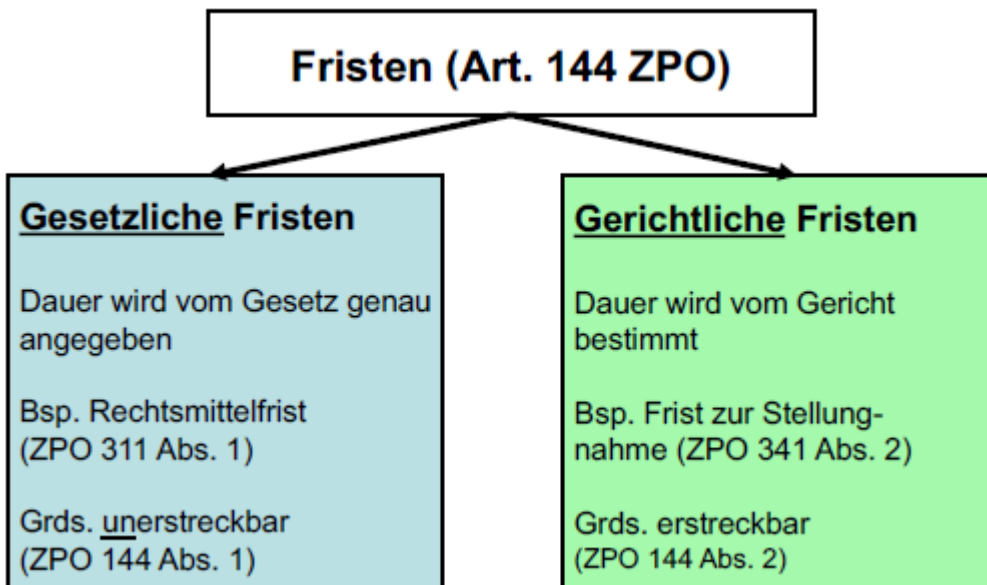 Fristen (Art. 144 ZPO)
Gesetzliche Fristen
Dauer wird vom Gesetz genau
angegeben
Bsp. Rechtsmittelfrist
(ZPO 311 Abs. 1)
Grds. unerstreckbar
(ZPO 144 Abs. 1)
Gerichtliche Fristen
Dauer wird vom Gericht
bestimmt
Bsp. Frist zur Stellung-
nahme (ZPO 341 Abs. 2)
Grds. erstreckbar
(ZPO 144 Abs. 2)